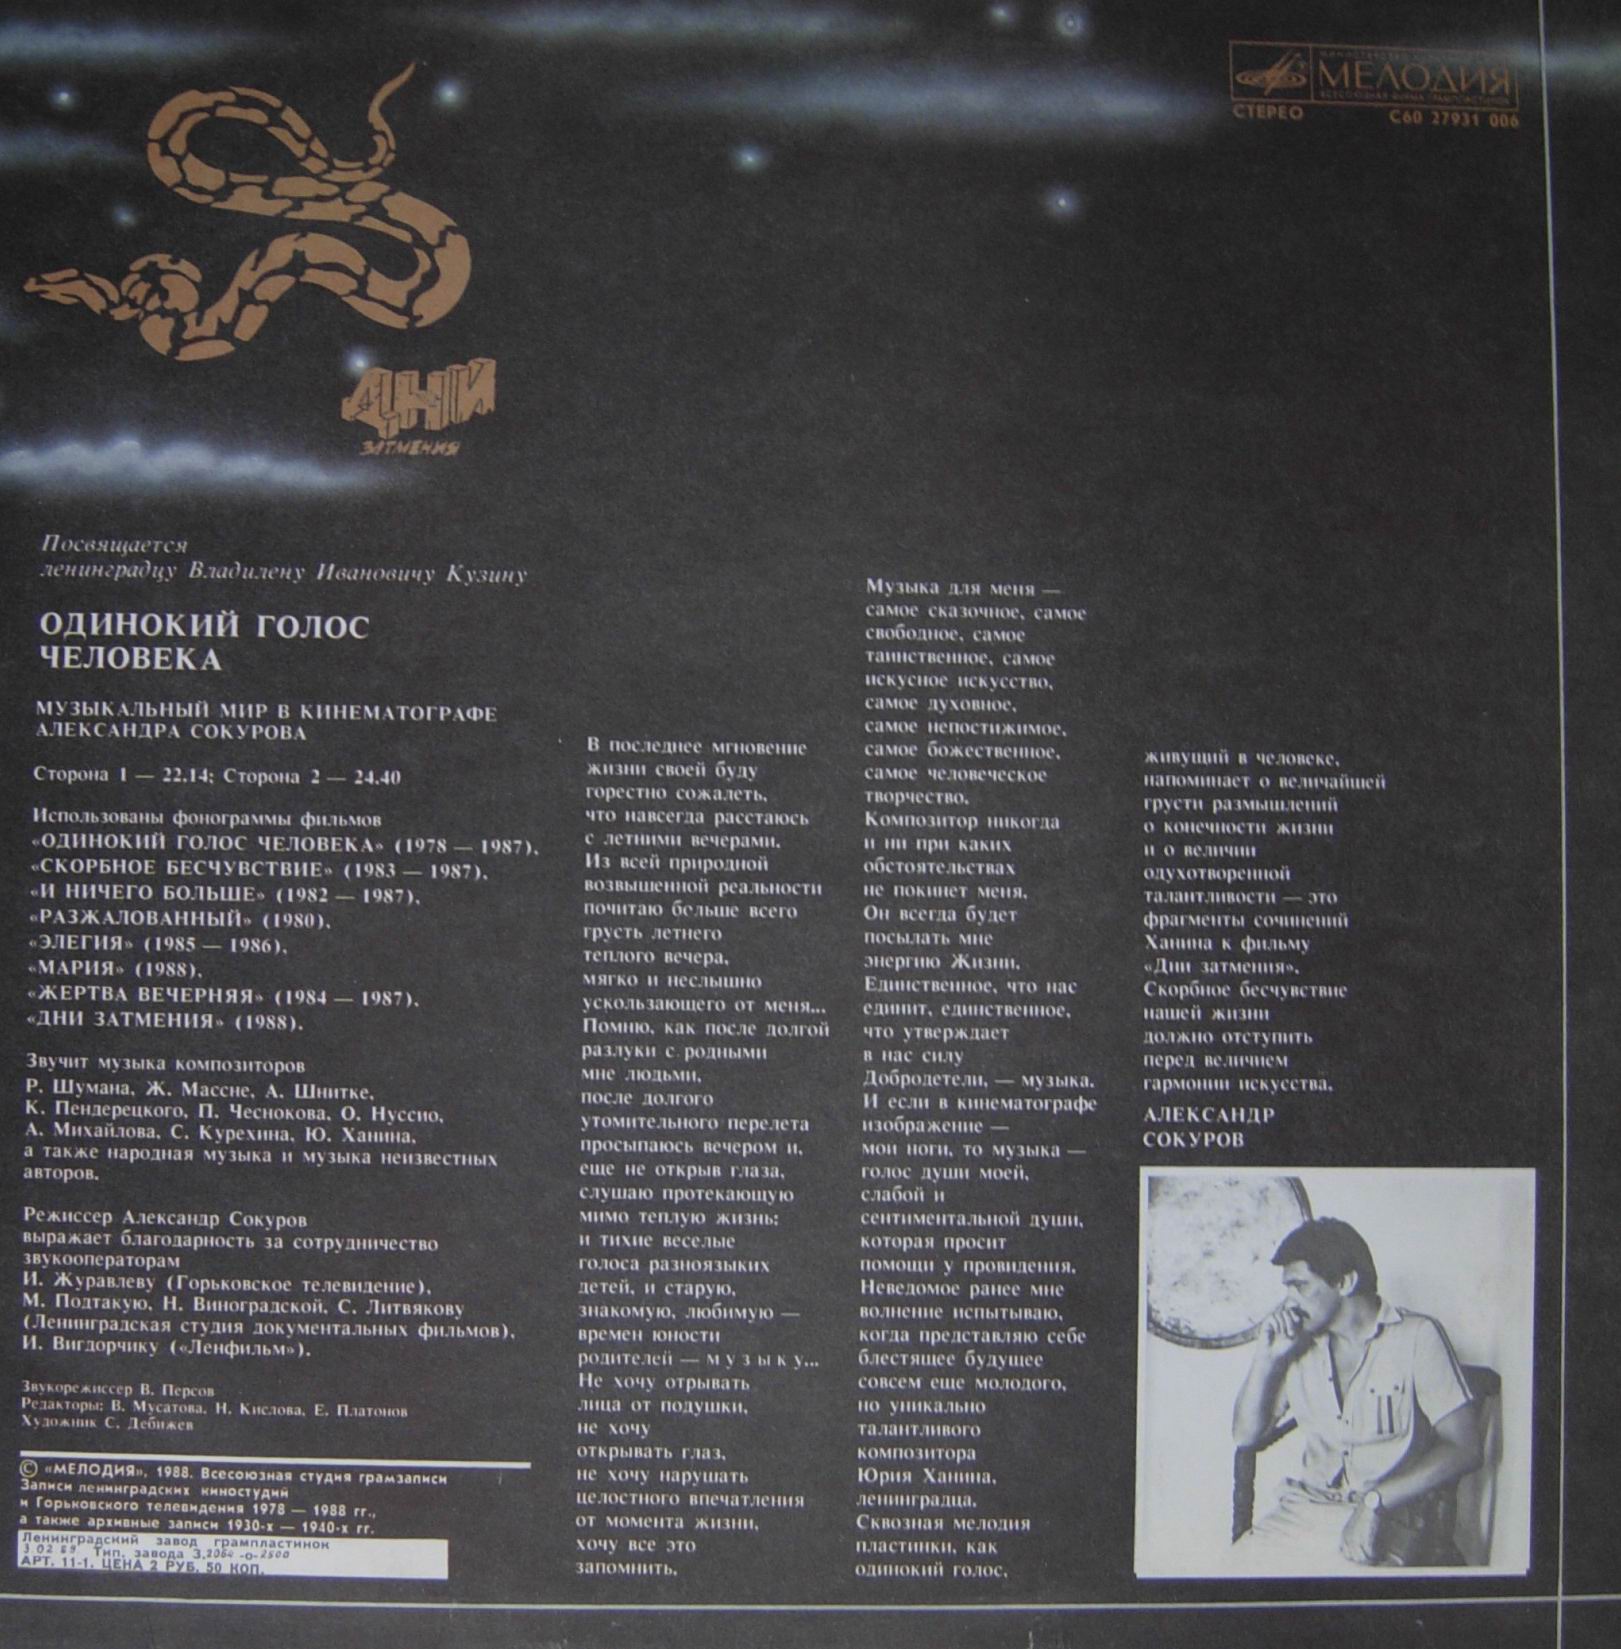 МЕЛОДИЯ
СТЕРЕО
С60 27931 006
ДНИ
ЗАТМЕНИЯ
Посвящается
ленинградцу Владилену Ивановичу Кузину
ОДИНОКИЙ ГОЛОС
ЧЕЛОВЕКА
МУЗЫКАЛЬНЫЙ МИР В КИНЕМАТОГРАФЕ
АЛЕКСАНДРА СОКУРОВА
Сторона 1 — 22.14; Сторона 2 — 24.40
Использованы фонограммы фильмов
«ОДИНОКИЙ ГОЛОС ЧЕЛОВЕКА» (1978 — 1987),
«СКОРБНОЕ БЕСЧУВСТВИЕ» (1983 — 1987),
«И НИЧЕГО БОЛЬШЕ» (1982 — 1987),
«РАЗЖАЛОВАННЫЙ» (1980),
«ЭЛЕГИЯ» (1985 — 1986),
«МАРИЯ» (1988),
«ЖЕРТВА ВЕЧЕРНЯЯ» (1984 — 1987),
«ДНИ ЗАТМЕНИЯ» (1988).
Звучит музыка композиторов
Р. Шумана, Ж. Массне, А. Шнитке,
К. Пендерецкого, П. Чеснокова, О. Нуссио,
А. Михайлова, С. Курехина, Ю. Ханина,
а также народная музыка и музыка неизвестных
авторов.
Режиссер Александр Сокуров
выражает благодарность за сотрудничество
звукооператорам
И. Журавлеву (Горьковское телевидение),
М. Подтакую, Н. Виноградской, С. Литвякову
(Ленинградская студия документальных фильмов),
И. Вигдорчику («Ленфильм»).
Звукорежиссер В. Персов
Редакторы: В. Мусатова, Н. Кислова, Е. Платонов
Художник С. Дебижев
© «МЕЛОДИЯ», 1988. Всесоюзная студия грамзаписи
Записи ленинградских киностудий
и Горьковского телевидения 1978 — 1988 гг.,
а также архивные записи 1930-х — 1940-х гг.
Ленинградский завод грампластинок
3.02.89. Тип. завода З.2060 -о-2500
АРТ. 11-1. ЦЕНА 2 РУБ. 50 КОП.
В последнее мгновение
жизни своей буду
горестно сожалеть,
что навсегда расстаюсь
с летними вечерами.
Из всей природной
возвышенной реальности
почитаю больше всего
грусть летнего
теплого вечера,
мягко и неслышно
ускользающего от меня...
Помню, как после долгой
разлуки с родными
мне людьми,
после долгого
утомительного перелета
просыпаюсь вечером и,
еще не открыв глаза,
слушаю протекающую
мимо теплую жизнь:
и тихие веселые
голоса разноязыких
детей, и старую,
знакомую, любимую —
времен юности
родителей — м у з ы к у...
Не хочу отрывать
лица от подушки,
не хочу
открывать глаз,
не хочу нарушать
целостного впечатления
от момента жизни,
хочу все это
запомнить.
Музыка для меня —
самое сказочное, самое
свободное, самое
таинственное, самое
искусное искусство,
самое духовное,
самое непостижимое,
самое божественное,
самое человеческое
творчество.
Композитор никогда
и ни при каких
обстоятельствах
не покинет меня.
Он всегда будет
посылать мне
энергию Жизни.
Единственное, что нас
единит, единственное,
что утверждает
в нас силу
Добродетели, — музыка.
И если в кинематографе
изображение —
мои ноги, то музыка —
голос души моей,
слабой и
сентиментальной души,
которая просит
помощи у провидения.
Неведомое ранее мне
волнение испытываю,
когда представляю себе
блестящее будущее
совсем еще молодого,
но уникально
талантливого
композитора
Юрия Ханина,
ленинградца.
Сквозная мелодия
пластинки, как
одинокий голос,
живущий в человеке,
напоминает о величайшей
грусти размышлений
о конечности жизни
и о величии
одухотворенной
талантливости — это
фрагменты сочинений
Ханина к фильму
«Дни затмения».
Скорбное бесчувствие
нашей жизни
должно отступить
перед величием
гармонии искусства.
АЛЕКСАНДР
СОКУРОВ